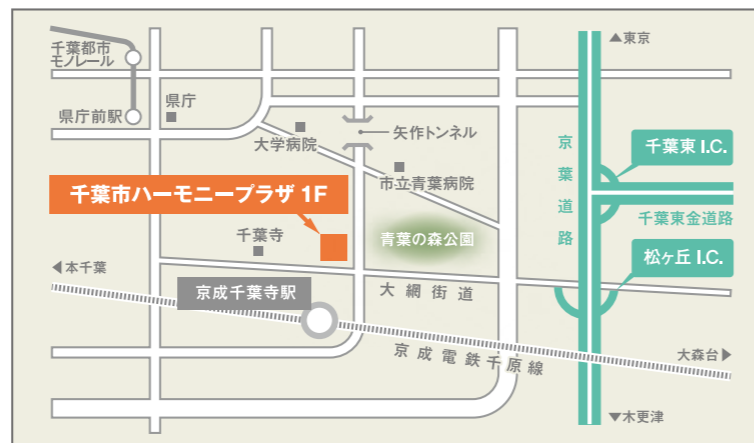 ▲東京
千葉都市
モノレール
県庁
県庁前駅
大学病院
矢作トンネル
京葉道路
千葉東 I.C.
市立青葉病院
千葉市ハーモニープラザ 1F
千葉東金道路
千葉寺
青葉の森公園
松ヶ丘 I.C.
◀本千葉
京成千葉寺駅
大網街道
京成電鉄千原線
大森台▶
▼木更津